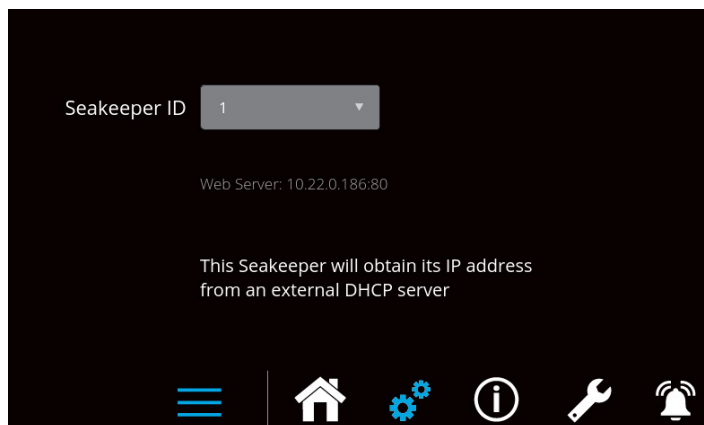 Seakeeper ID
1
Web Server: 10.22.0.186:80
This Seakeeper will obtain its IP address
from an external DHCP server